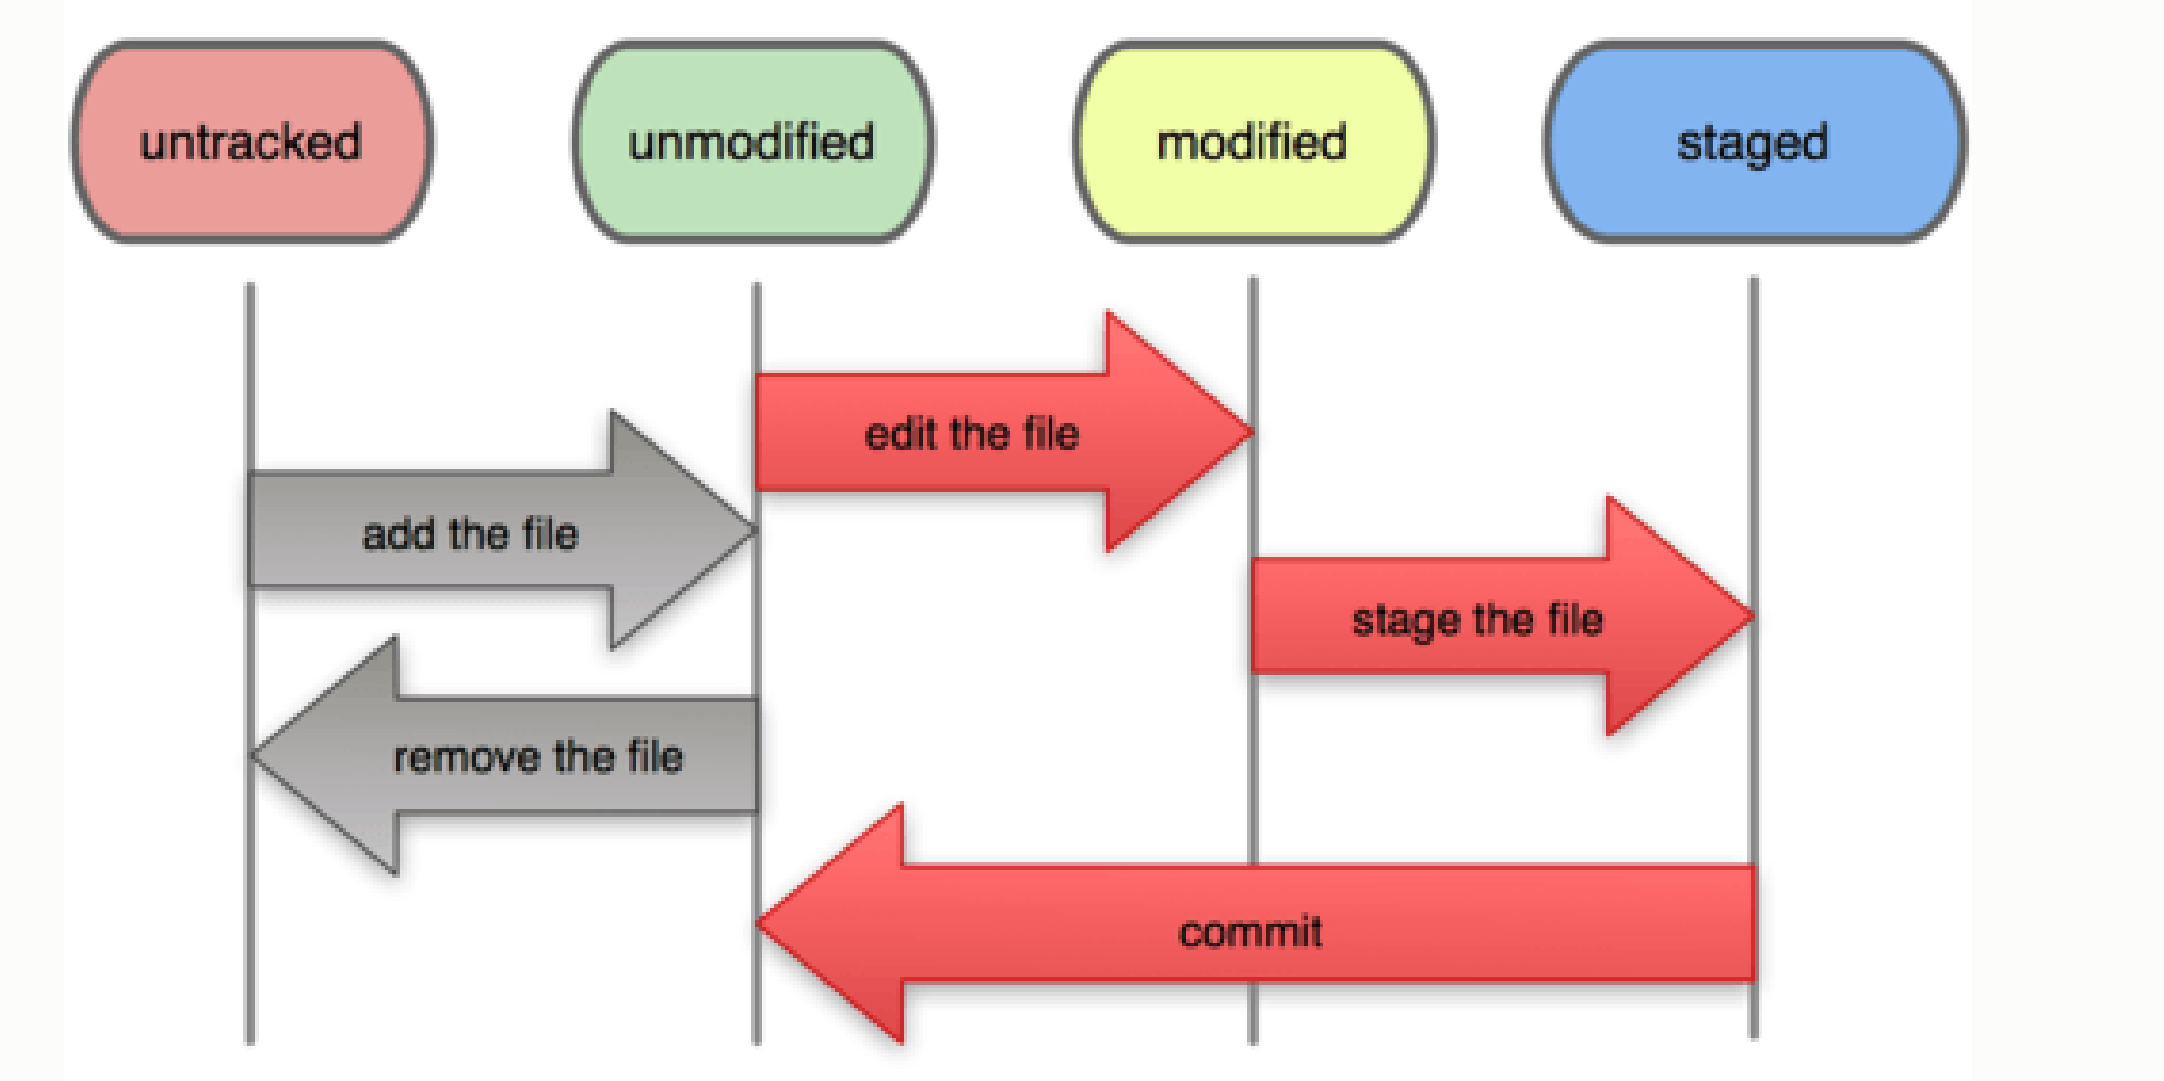 untracked
unmodified
modified
staged
edit the file
add the file
stage the file
remove the file
commit